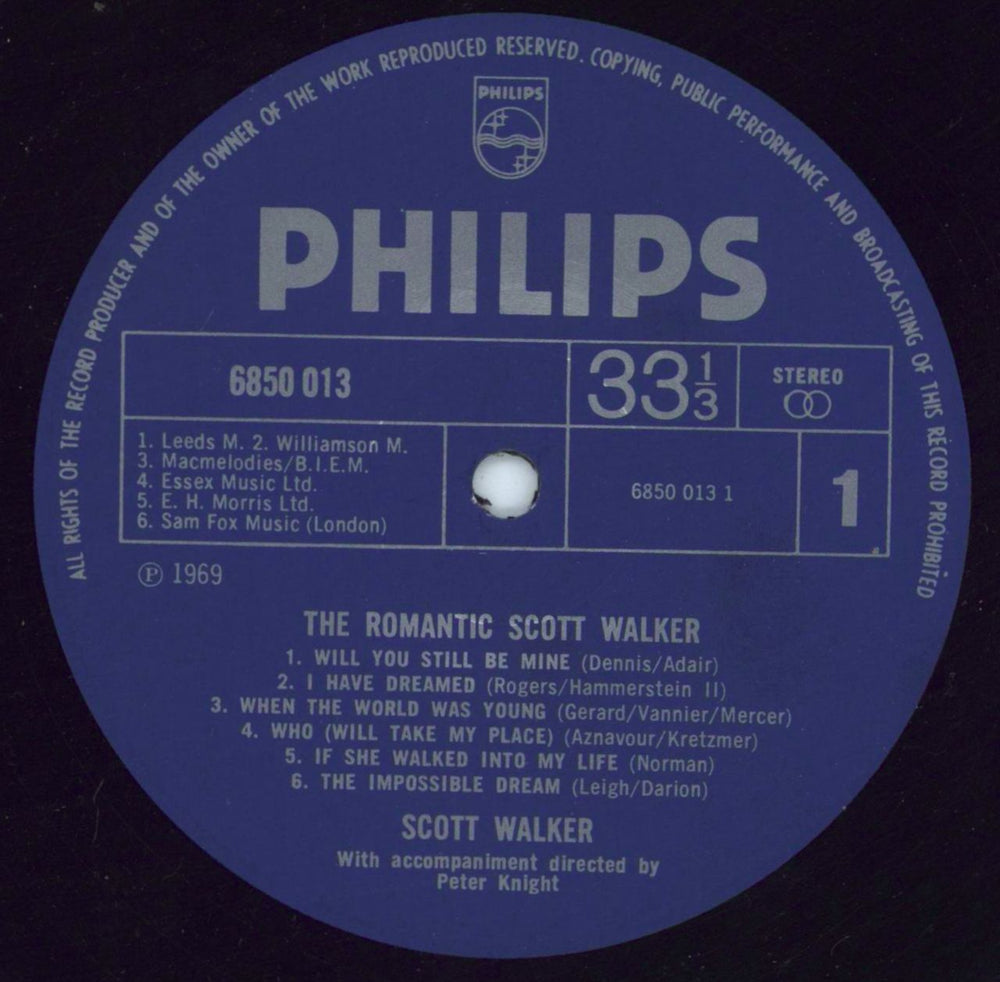 ALL RIGHTS OF THE RECORD PRODUCER AND OF THE OWNER OF THE WORK REPRODUCED RESERVED. COPYING, PUBLIC PERFORMANCE AND BROADCASTING OF THIS RECORD PROHIBITED
PHILIPS
PHILIPS
6850 013
33 1/3
STEREO
1. Leeds M. 2. Williamson M.
3. Macmelodies/B.I.E.M.
4. Essex Music Ltd.
5. E. H. Morris Ltd.
6. Sam Fox Music (London)
6850 013 1
1
Ⓟ 1969
THE ROMANTIC SCOTT WALKER
1. WILL YOU STILL BE MINE (Dennis/Adair)
2. I HAVE DREAMED (Rogers/Hammerstein II)
3. WHEN THE WORLD WAS YOUNG (Gerard/Vannier/Mercer)
4. WHO (WILL TAKE MY PLACE) (Aznavour/Kretzmer)
5. IF SHE WALKED INTO MY LIFE (Norman)
6. THE IMPOSSIBLE DREAM (Leigh/Darion)
SCOTT WALKER
With accompaniment directed by
Peter Knight